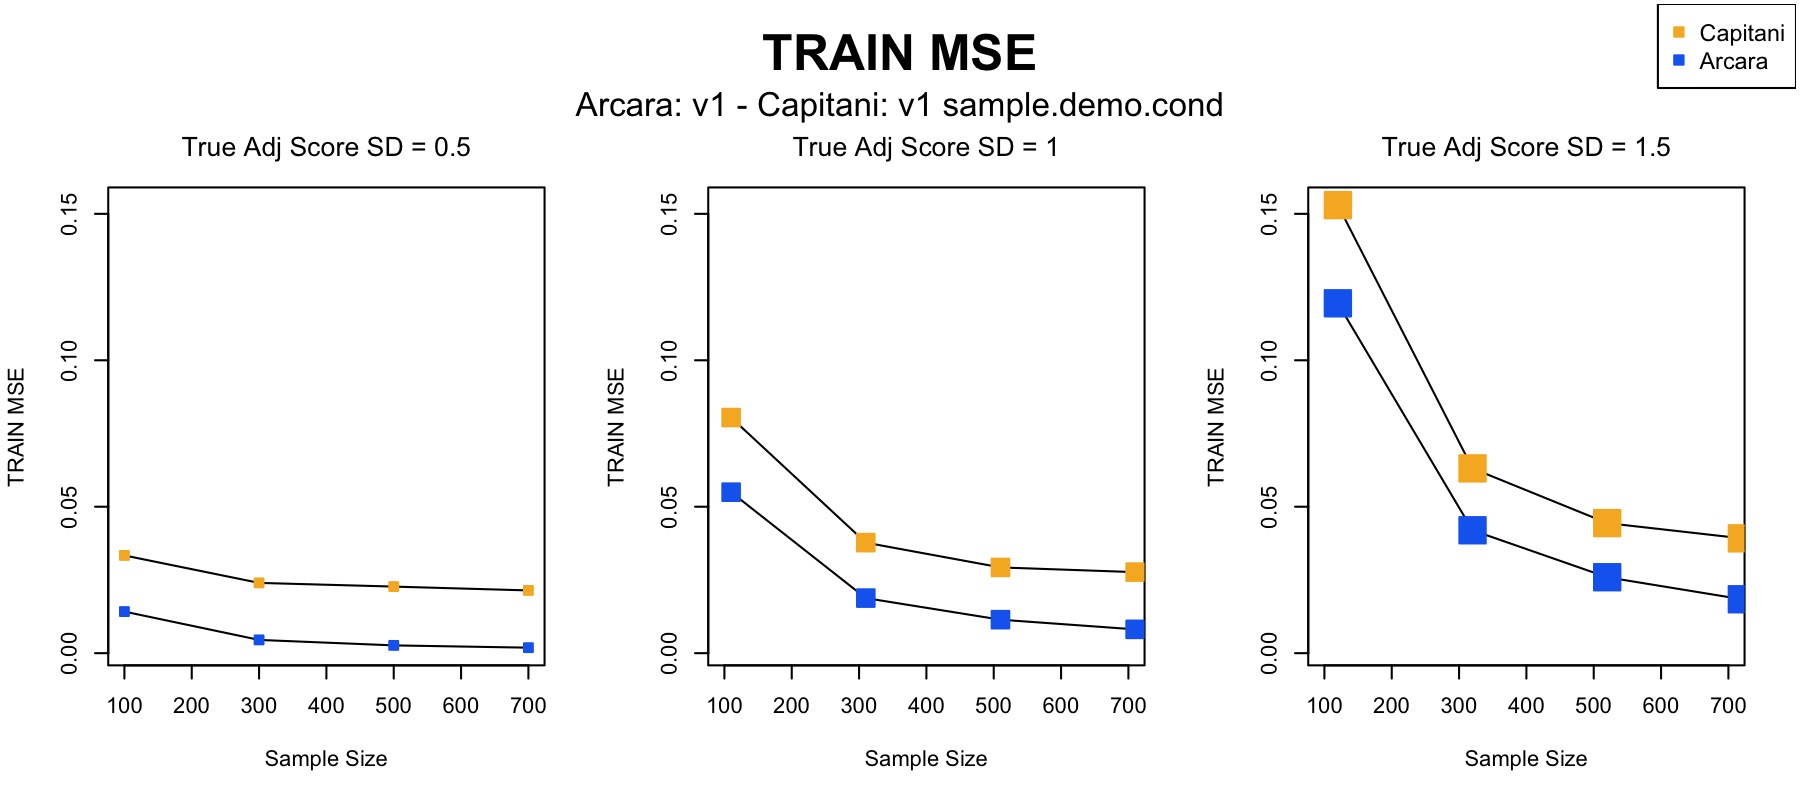 TRAIN MSE
Arcara: v1 - Capitani: v1 sample.demo.cond
Capitani
Arcara
True Adj Score SD = 0.5
TRAIN MSE
0.15
0.10
0.05
0.00
100 200 300 400 500 600 700
Sample Size
True Adj Score SD = 1
TRAIN MSE
0.15
0.10
0.05
0.00
100 200 300 400 500 600 700
Sample Size
True Adj Score SD = 1.5
TRAIN MSE
0.15
0.10
0.05
0.00
100 200 300 400 500 600 700
Sample Size